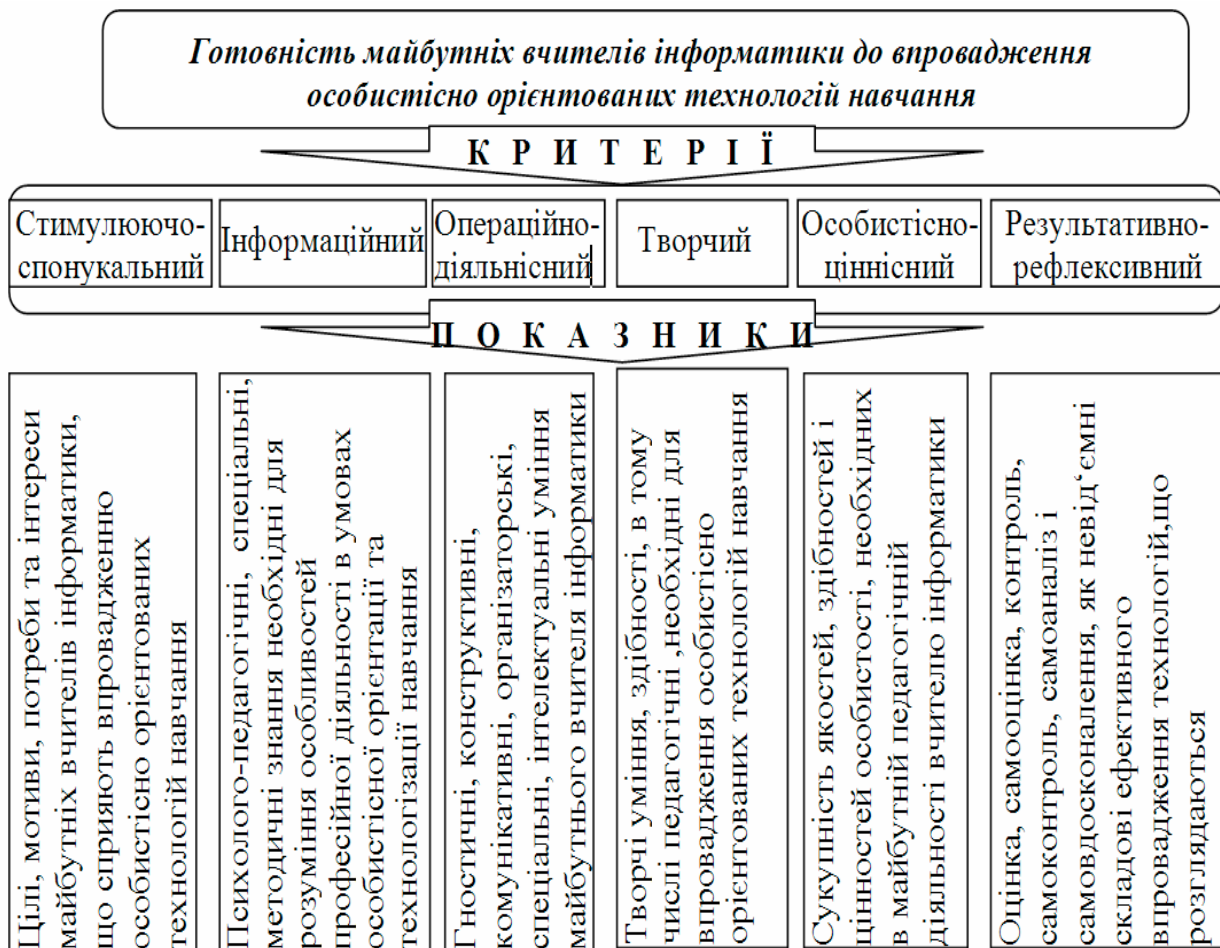 Готовність майбутніх вчителів інформатики до впровадження
особистісно орієнтованих технологій навчання
К Р И Т Е Р І Ї
Стимулюючо-
спонукальний
Інформаційний
Операційно-
діяльнісний
Творчий
Особистісно-
ціннісний
Результативно-
рефлексивний
П О К А З Н И К И
Цілі, мотиви, потреби та інтереси
майбутніх вчителів інформатики,
що сприяють впровадженню
особистісно орієнтованих
технологій навчання
Психолого-педагогічні, спеціальні,
методичні знання необхідні для
розуміння особливостей
професійної діяльності в умовах
особистісної орієнтації та
технологізації навчання
Гностичні, конструктивні,
комунікативні, організаторські,
спеціальні, інтелектуальні уміння
майбутнього вчителя інформатики
Творчі уміння, здібності, в тому
числі педагогічні ,необхідні для
впровадження особистісно
орієнтованих технологій навчання
Сукупність якостей, здібностей і
цінностей особистості, необхідних
в майбутній педагогічній
діяльності вчителю інформатики
Оцінка, самооцінка, контроль,
самоконтроль, самоаналіз і
самовдосконалення, як невід‘ємні
складові ефективного
впровадження технологій,що
розглядаються